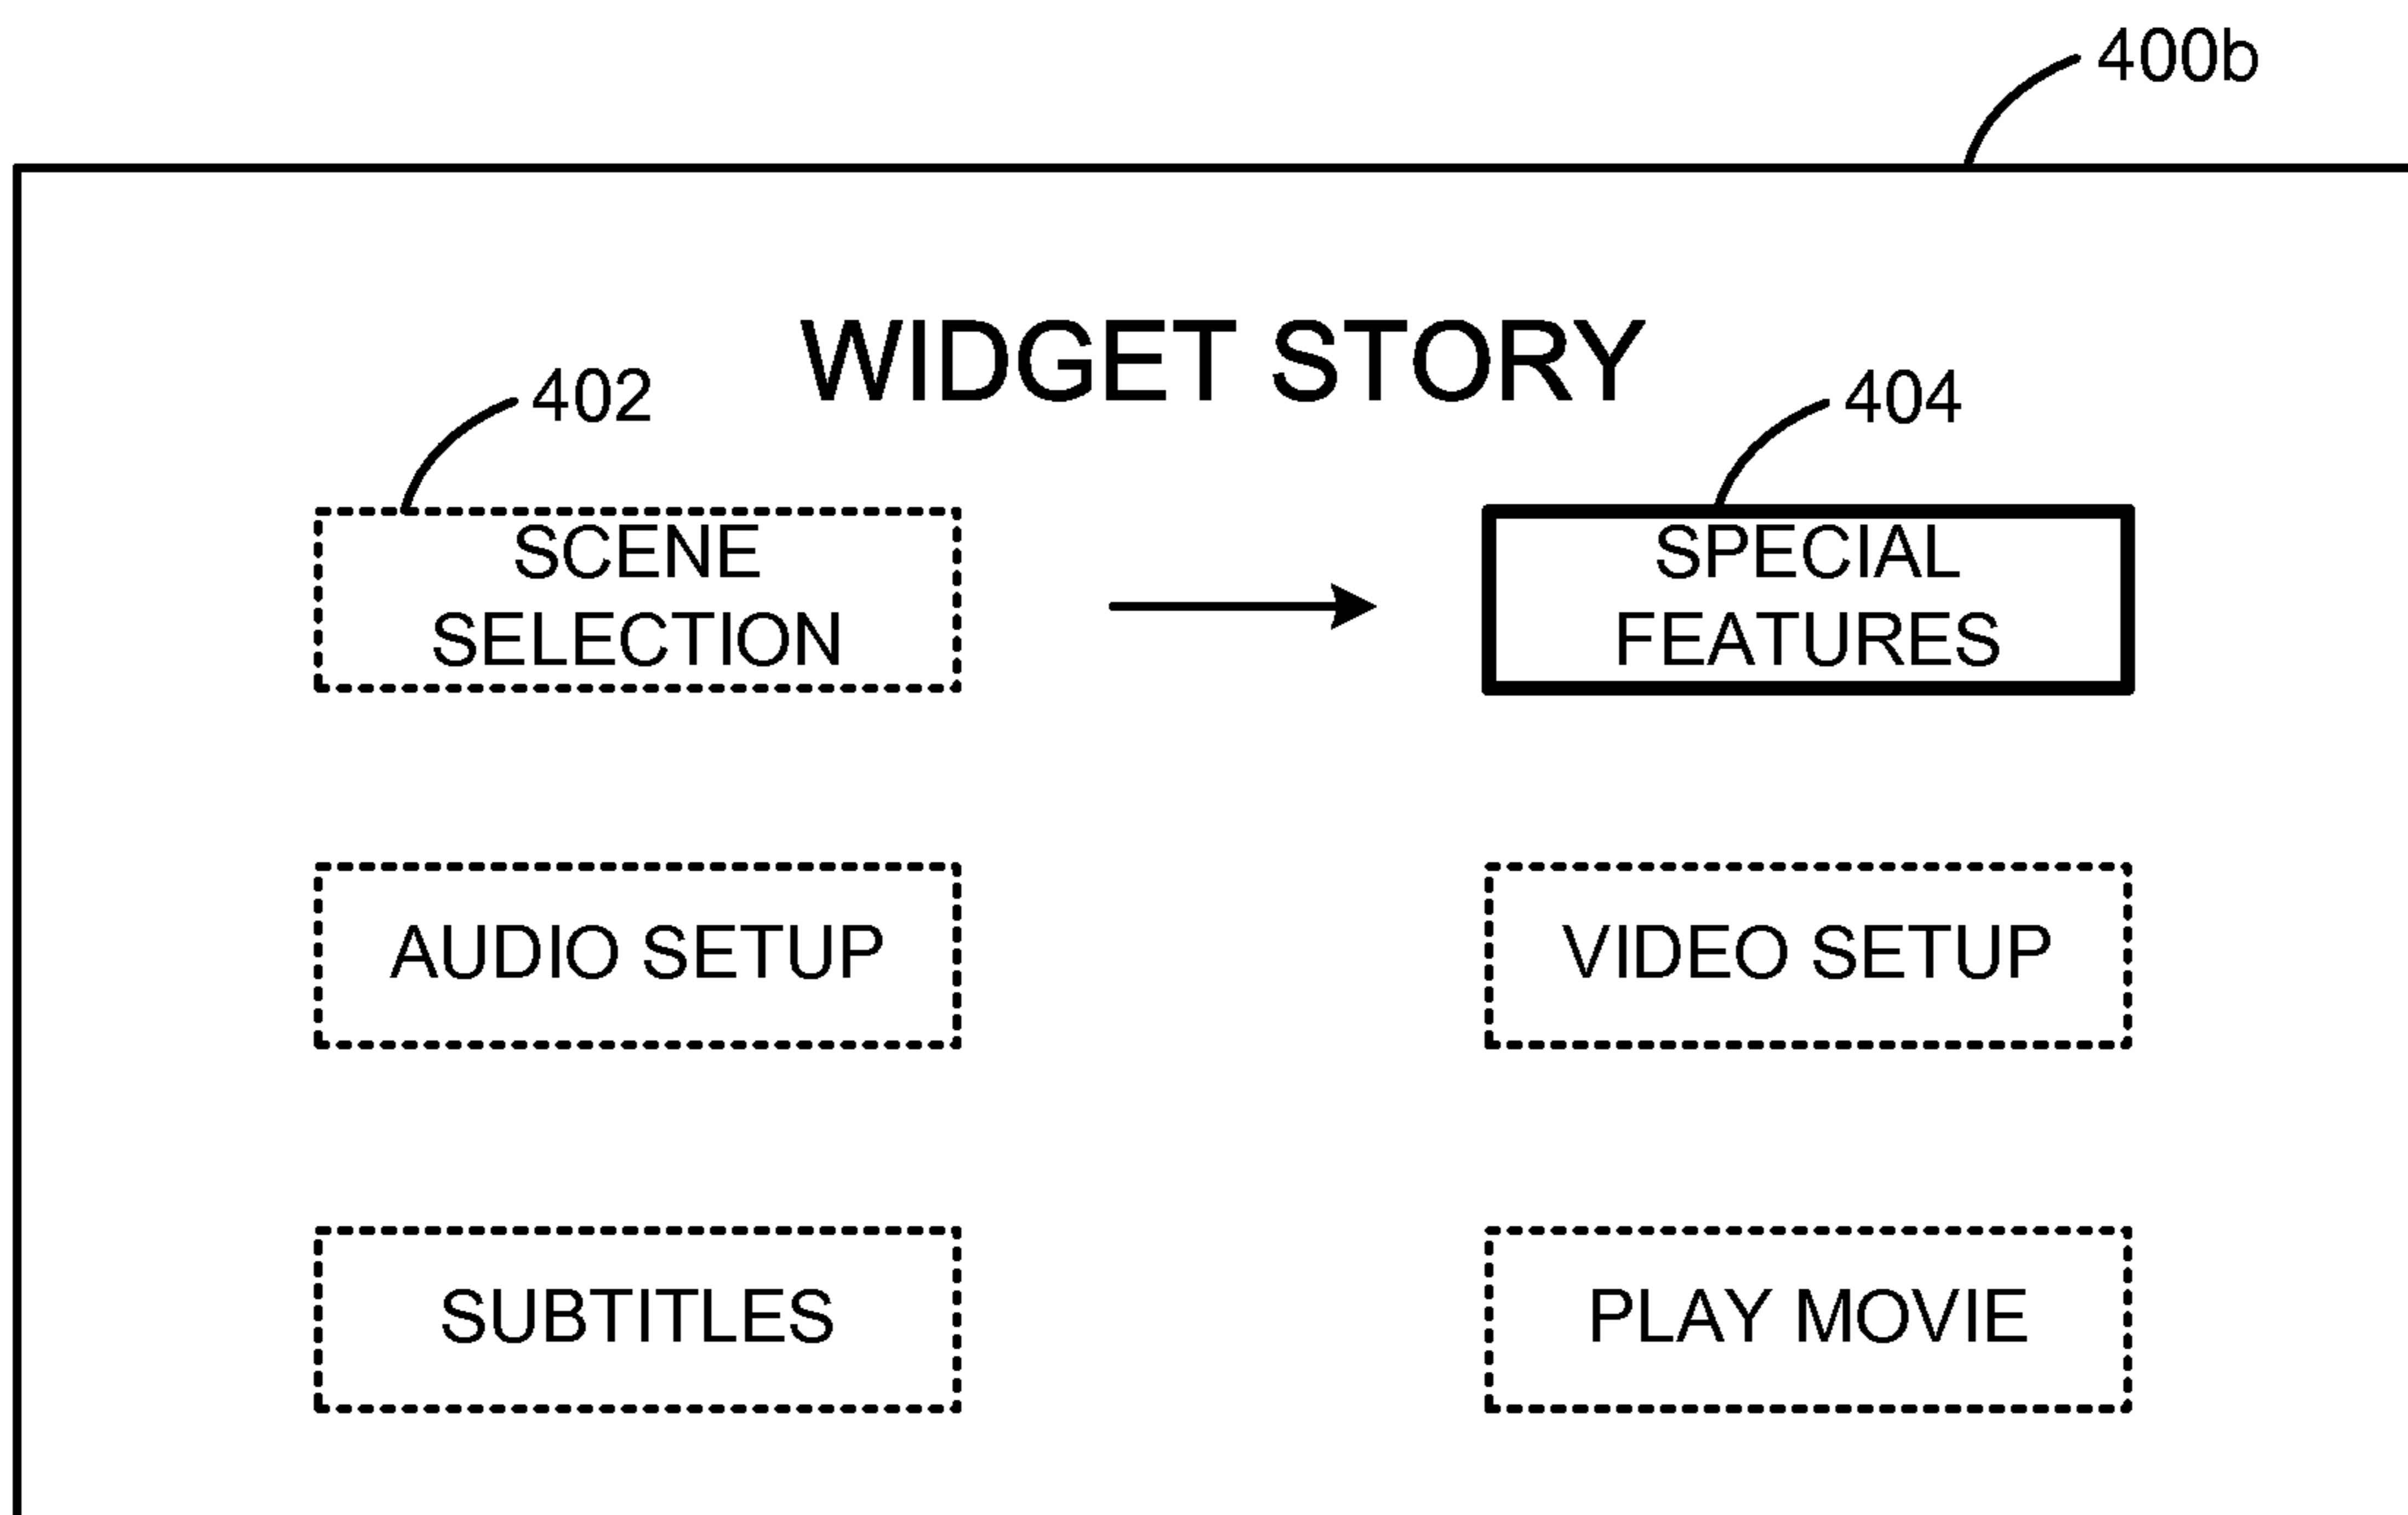 400b
WIDGET STORY
402
404
SCENE
SELECTION
SPECIAL
FEATURES
AUDIO SETUP
VIDEO SETUP
SUBTITLES
PLAY MOVIE